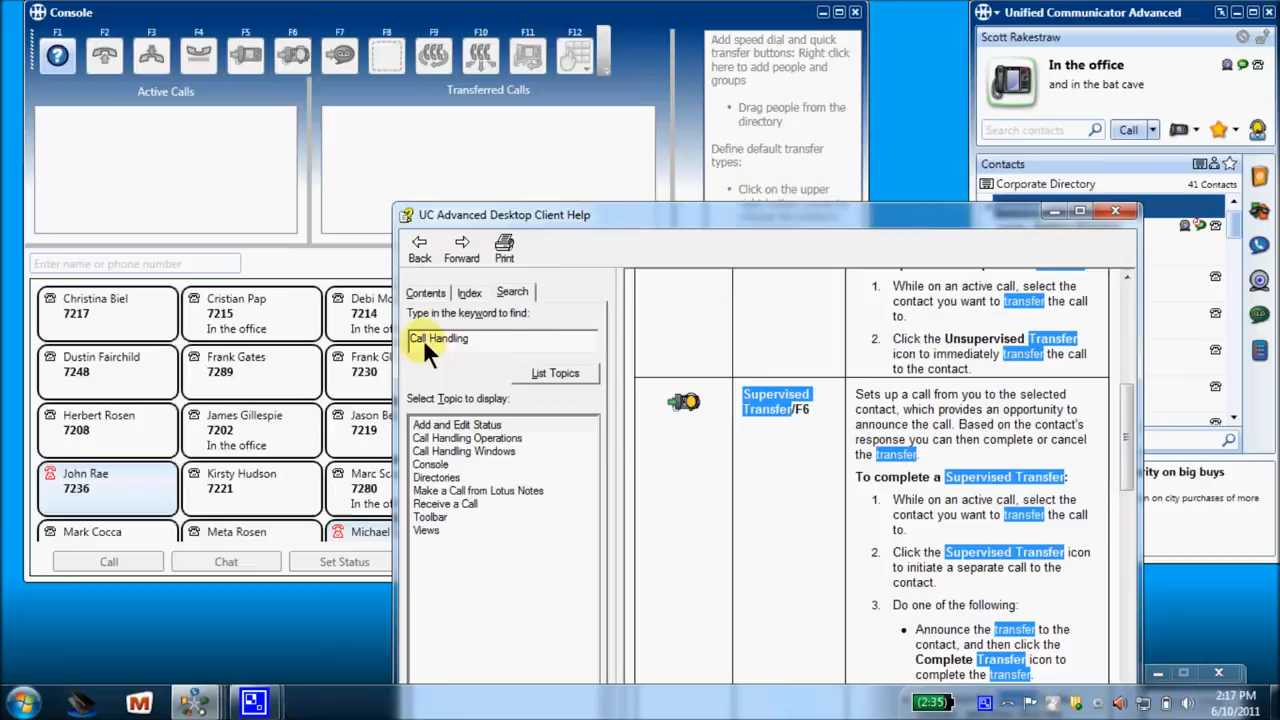 Console
F1 F2 F3 F4 F5 F6 F7 F8 F9 F10 F11 F12
Active Calls
Transferred Calls
Add speed dial and quick
transfer buttons: Right click
here to add people and
groups
• Drag people from the
directory
Define default transfer
types:
• Click on the upper
Enter name or phone number
Christina Biel
7217
Cristian Pap
7215
In the office
Debi Mo
7214
In the o
Dustin Fairchild
7248
Frank Gates
7289
Frank Gl
7230
Herbert Rosen
7208
James Gillespie
7202
In the office
Jason Be
7219
John Rae
7236
Kirsty Hudson
7221
Marc Sc
7280
In the o
Mark Cocca
Meta Rosen
Michael
Call
Chat
Set Status
Unified Communicator Advanced
Scott Rakestraw
In the office
and in the bat cave
Search contacts
Call
Contacts
Corporate Directory
41 Contacts
ity on big buys
on city purchases of more
UC Advanced Desktop Client Help
Back
Forward
Print
Contents
Index
Search
Type in the keyword to find:
Call Handling
List Topics
Select Topic to display:
Add and Edit Status
Call Handling Operations
Call Handling Windows
Console
Directories
Make a Call from Lotus Notes
Receive a Call
Toolbar
Views
1. While on an active call, select the
contact you want to transfer the call
to.
2. Click the Unsupervised Transfer
icon to immediately transfer the call
to the contact.
Supervised
Transfer/F6
Sets up a call from you to the selected
contact, which provides an opportunity to
announce the call. Based on the contact's
response you can then complete or cancel
the transfer.
To complete a Supervised Transfer:
1. While on an active call, select the
contact you want to transfer the call
to.
2. Click the Supervised Transfer icon
to initiate a separate call to the
contact.
3. Do one of the following:
• Announce the transfer to the
contact, and then click the
Complete Transfer icon to
complete the transfer.
(2:35)
2:17 PM
6/10/2011